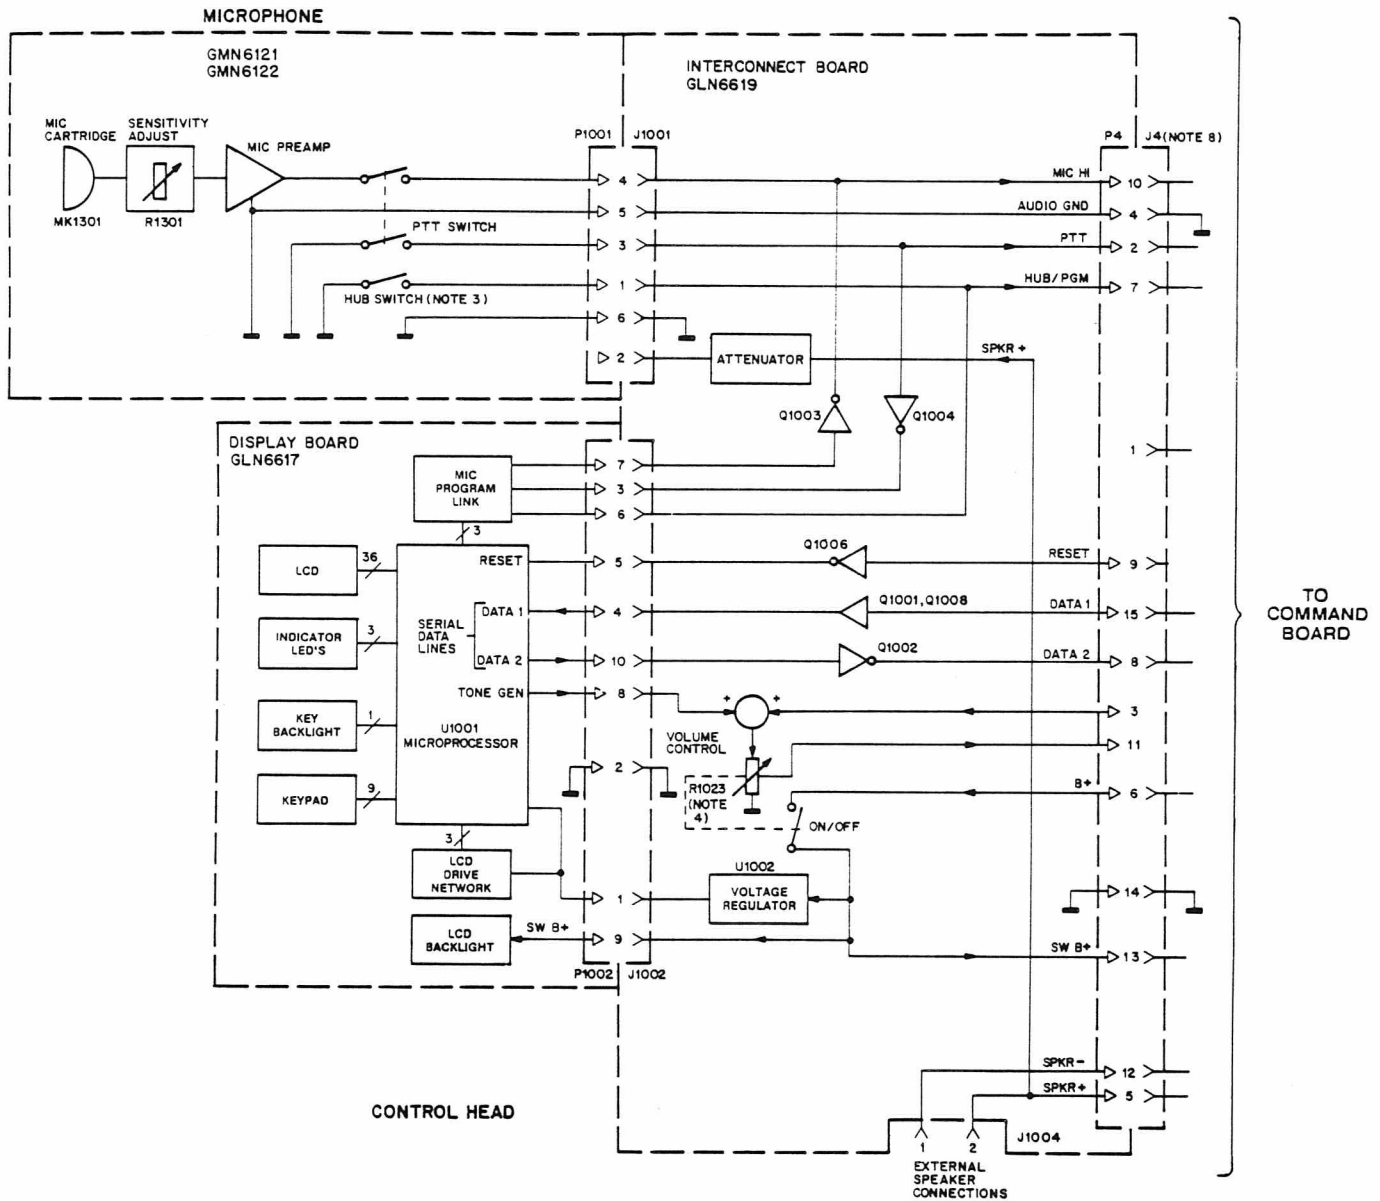 MICROPHONE
GMN6121
GMN6122
INTERCONNECT BOARD
GLN6619
MIC
CARTRIDGE
SENSITIVITY
ADJUST
MIC PREAMP
P1001
J1001
P4
J4(NOTE 8)
4
MIC HI
10
MK1301
R1301
5
AUDIO GND
4
PTT SWITCH
3
PTT
2
HUB SWITCH (NOTE 3)
1
HUB/PGM
7
6
2
ATTENUATOR
SPKR +
Q1003
Q1004
DISPLAY BOARD
GLN6617
1
MIC
PROGRAM
LINK
7
3
6
3
LCD
36
RESET
5
Q1006
RESET
9
INDICATOR
LED'S
3
SERIAL
DATA
LINES
DATA 1
4
Q1001, Q1008
DATA 1
15
DATA 2
10
Q1002
DATA 2
8
TONE GEN
8
+
+
3
KEY
BACKLIGHT
1
U1001
MICROPROCESSOR
VOLUME
CONTROL
11
2
KEYPAD
9
R1023
(NOTE
4)
B+
6
ON/OFF
3
LCD
DRIVE
NETWORK
1
U1002
VOLTAGE
REGULATOR
14
LCD
BACKLIGHT
SW B+
9
SW B+
13
P1002
J1002
SPKR-
12
SPKR+
5
CONTROL HEAD
J1004
1
2
EXTERNAL
SPEAKER
CONNECTIONS
TO
COMMAND
BOARD